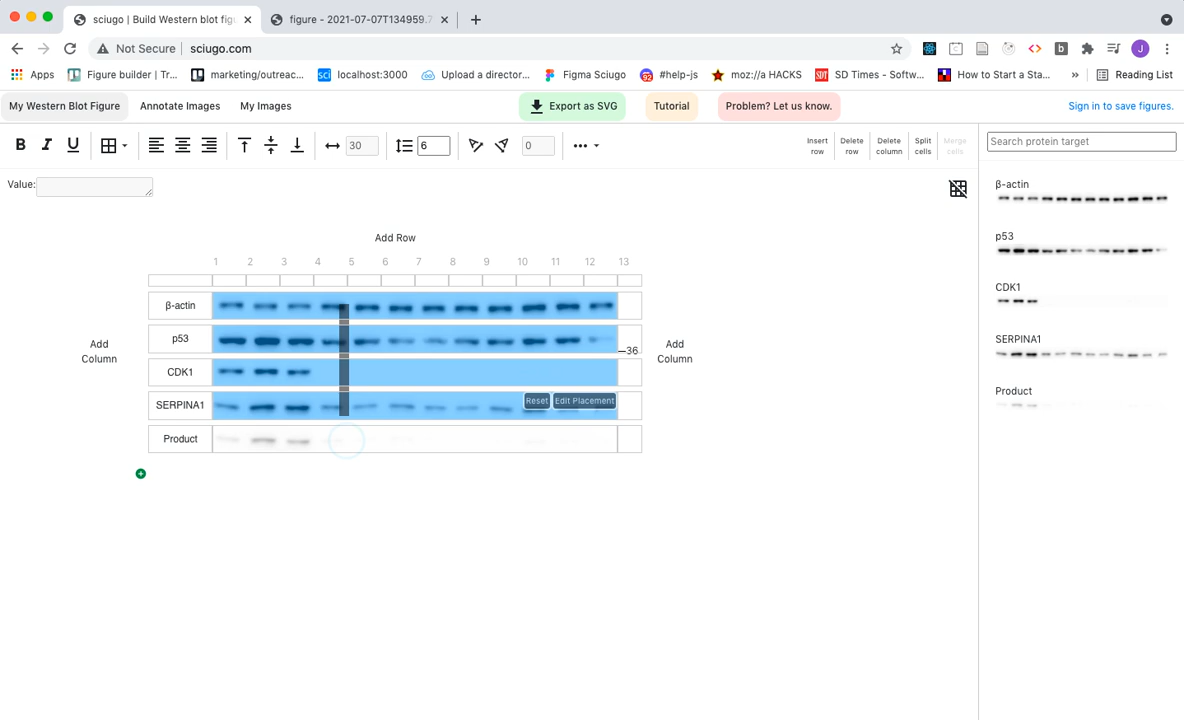 sciugo | Build Western blot figu
figure - 2021-07-07T134959.7
Not Secure | sciugo.com
Apps
Figure builder | Tr...
marketing/outreac...
localhost:3000
Upload a director...
Figma Sciugo
#help-js
moz://a HACKS
SD Times - Softw...
How to Start a Sta...
»
Reading List
My Western Blot Figure
Annotate Images
My Images
Export as SVG
Tutorial
Problem? Let us know.
Sign in to save figures.
B I U
30
6
0
Insert row
Delete row
Delete column
Split cells
Merge cells
Search protein target
Value:
Add Row
1 2 3 4 5 6 7 8 9 10 11 12 13
β-actin
p53
—36
CDK1
SERPINA1
Reset
Edit Placement
Product
Add
Column
Add
Column
β-actin
p53
CDK1
SERPINA1
Product